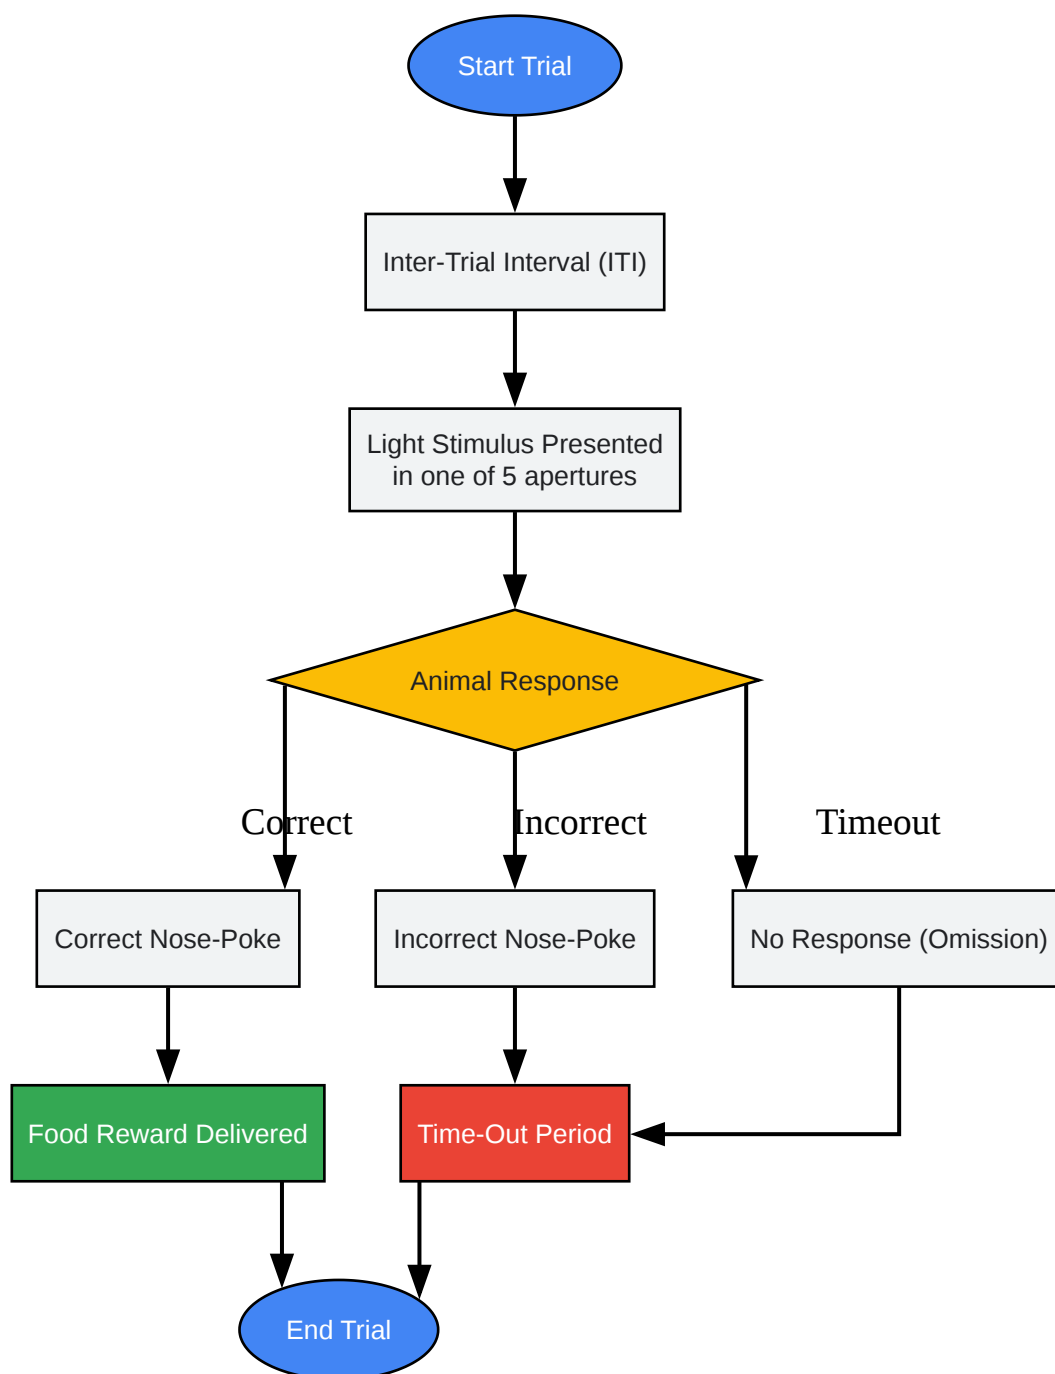 Start Trial
Inter-Trial Interval (ITI)
Light Stimulus Presented
in one of 5 apertures
Animal Response
Correct
Incorrect
Timeout
Correct Nose-Poke
Incorrect Nose-Poke
No Response (Omission)
Food Reward Delivered
Time-Out Period
End Trial